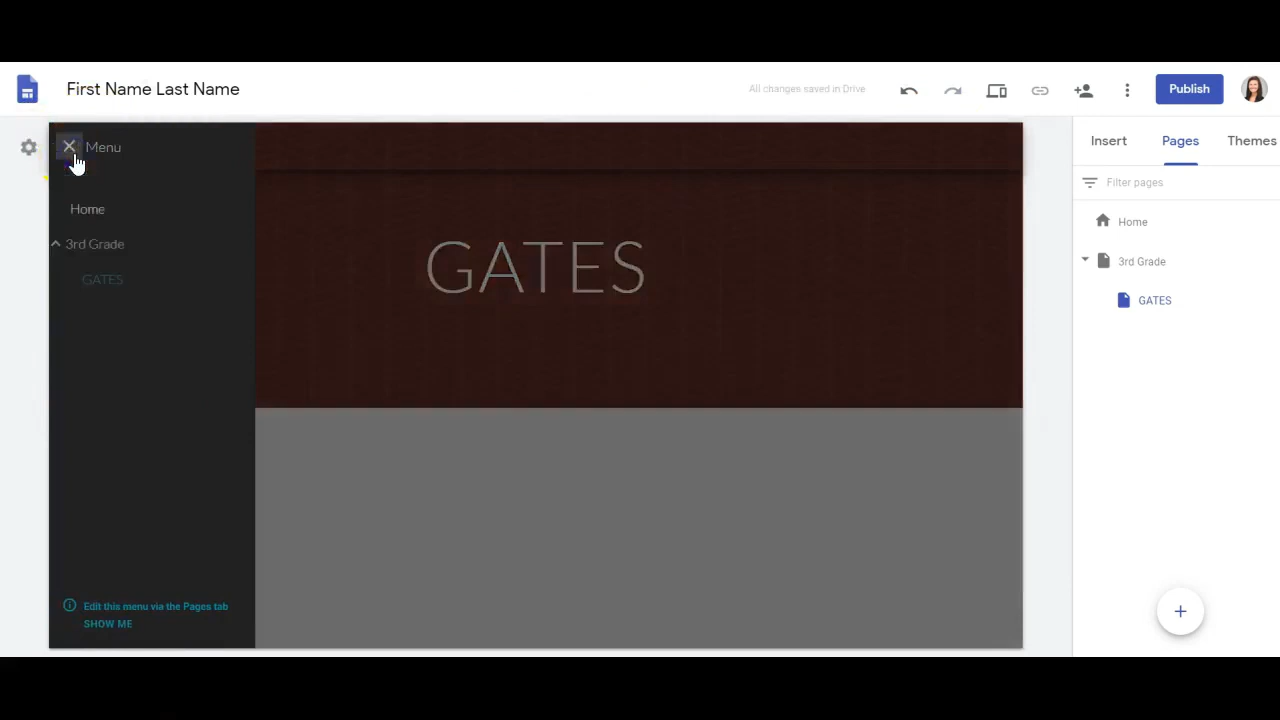 First Name Last Name
All changes saved in Drive
Publish
Menu
Home
3rd Grade
GATES
Edit this menu via the Pages tab
SHOW ME
GATES
Insert
Pages
Themes
Filter pages
Home
3rd Grade
GATES